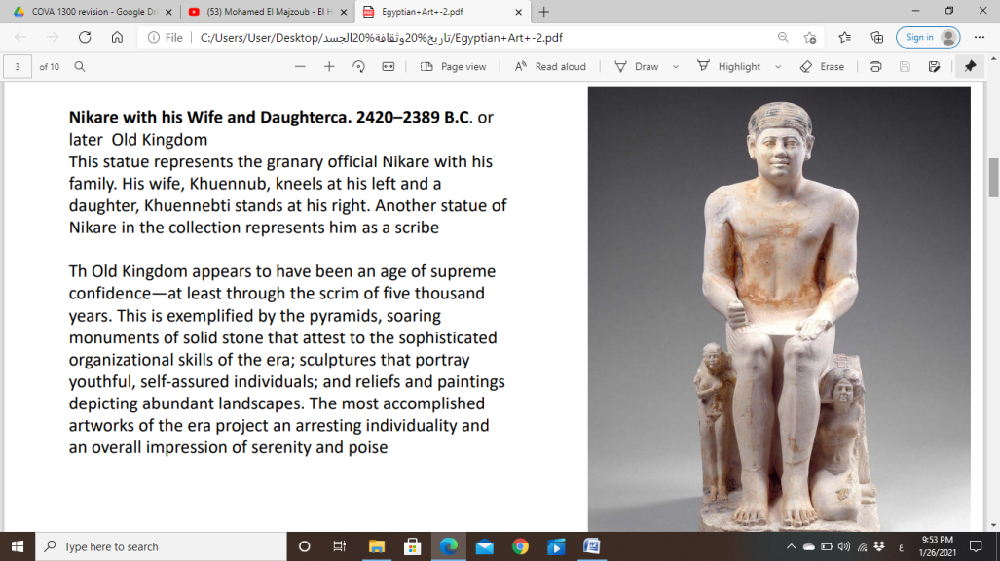 COVA 1300 revision - Google Dri
(53) Mohamed El Majzoub - El H
Egyptian+Art+-2.pdf
File
C:/Users/User/Desktop/تاريخ%20وثقافة%20الجسد/Egyptian+Art+-2.pdf
Sign in
3 of 10
Page view
Read aloud
Draw
Highlight
Erase
Nikare with his Wife and Daughterca. 2420–2389 B.C. or
later Old Kingdom
This statue represents the granary official Nikare with his
family. His wife, Khuennub, kneels at his left and a
daughter, Khuennebti stands at his right. Another statue of
Nikare in the collection represents him as a scribe
Th Old Kingdom appears to have been an age of supreme
confidence—at least through the scrim of five thousand
years. This is exemplified by the pyramids, soaring
monuments of solid stone that attest to the sophisticated
organizational skills of the era; sculptures that portray
youthful, self-assured individuals; and reliefs and paintings
depicting abundant landscapes. The most accomplished
artworks of the era project an arresting individuality and
an overall impression of serenity and poise
Type here to search
ع
9:53 PM
1/26/2021